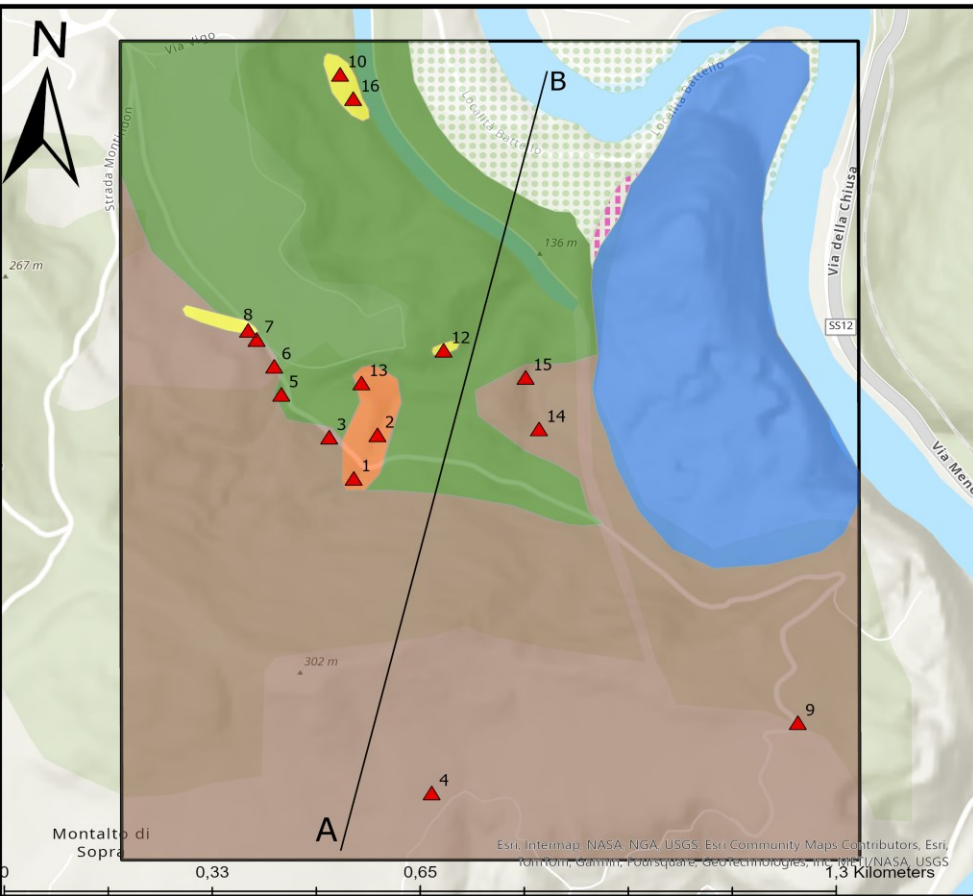 N
Via Vigo
10
16
B
Località Battello
Località Battello
Strada Montindon
Via della Chiusa
267 m
136 m
SS12
8
7
12
6
15
5
13
3
2
14
1
302 m
9
4
Montalto di
Sopra
A
Esri, Intermap, NASA, NGA, USGS, Esri Community Maps Contributors, Esri,
TomTom, Garmin, Foursquare, GeoTechnologies, Inc, METI/NASA, USGS
0
0,33
0,65
1,3 Kilometers